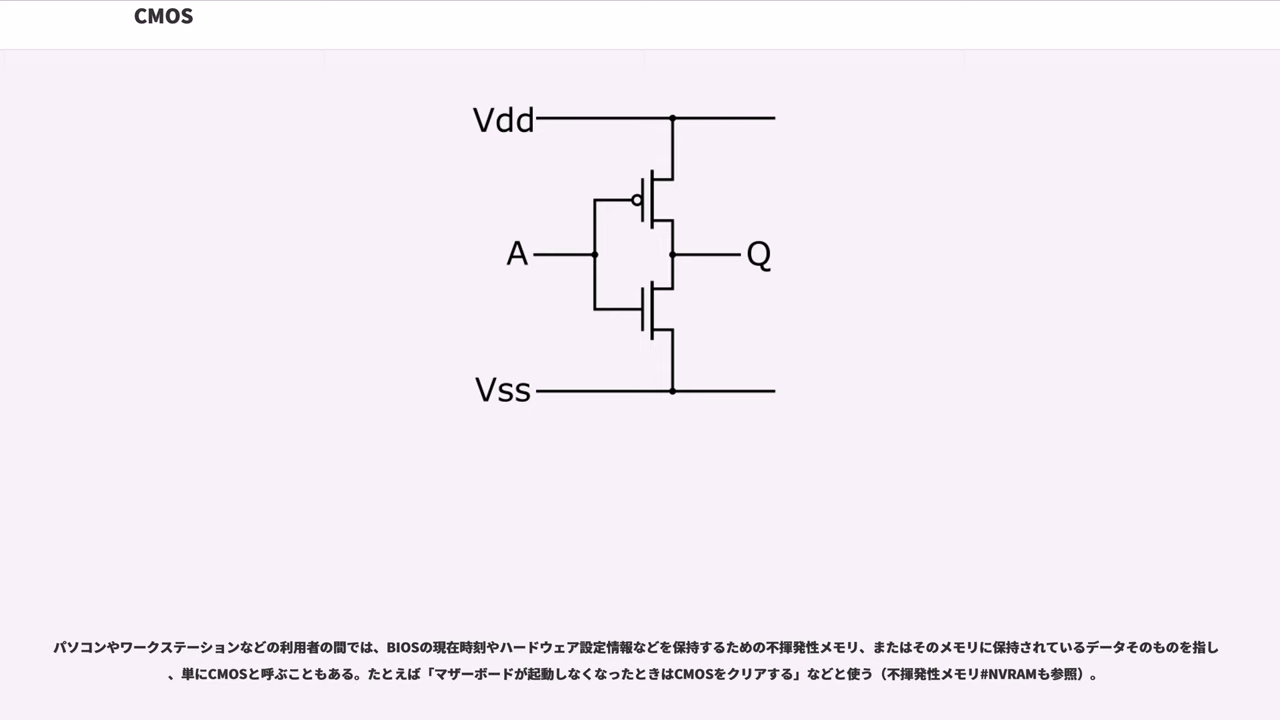 CMOS
Vdd
A
Q
Vss
パソコンやワークステーションなどの利用者の間では、BIOSの現在時刻やハードウェア設定情報などを保持するための不揮発性メモリ、またはそのメモリに保持されているデータそのものを指し
、単にCMOSと呼ぶこともある。たとえば「マザーボードが起動しなくなったときはCMOSをクリアする」などと使う（不揮発性メモリ#NVRAMも参照）。